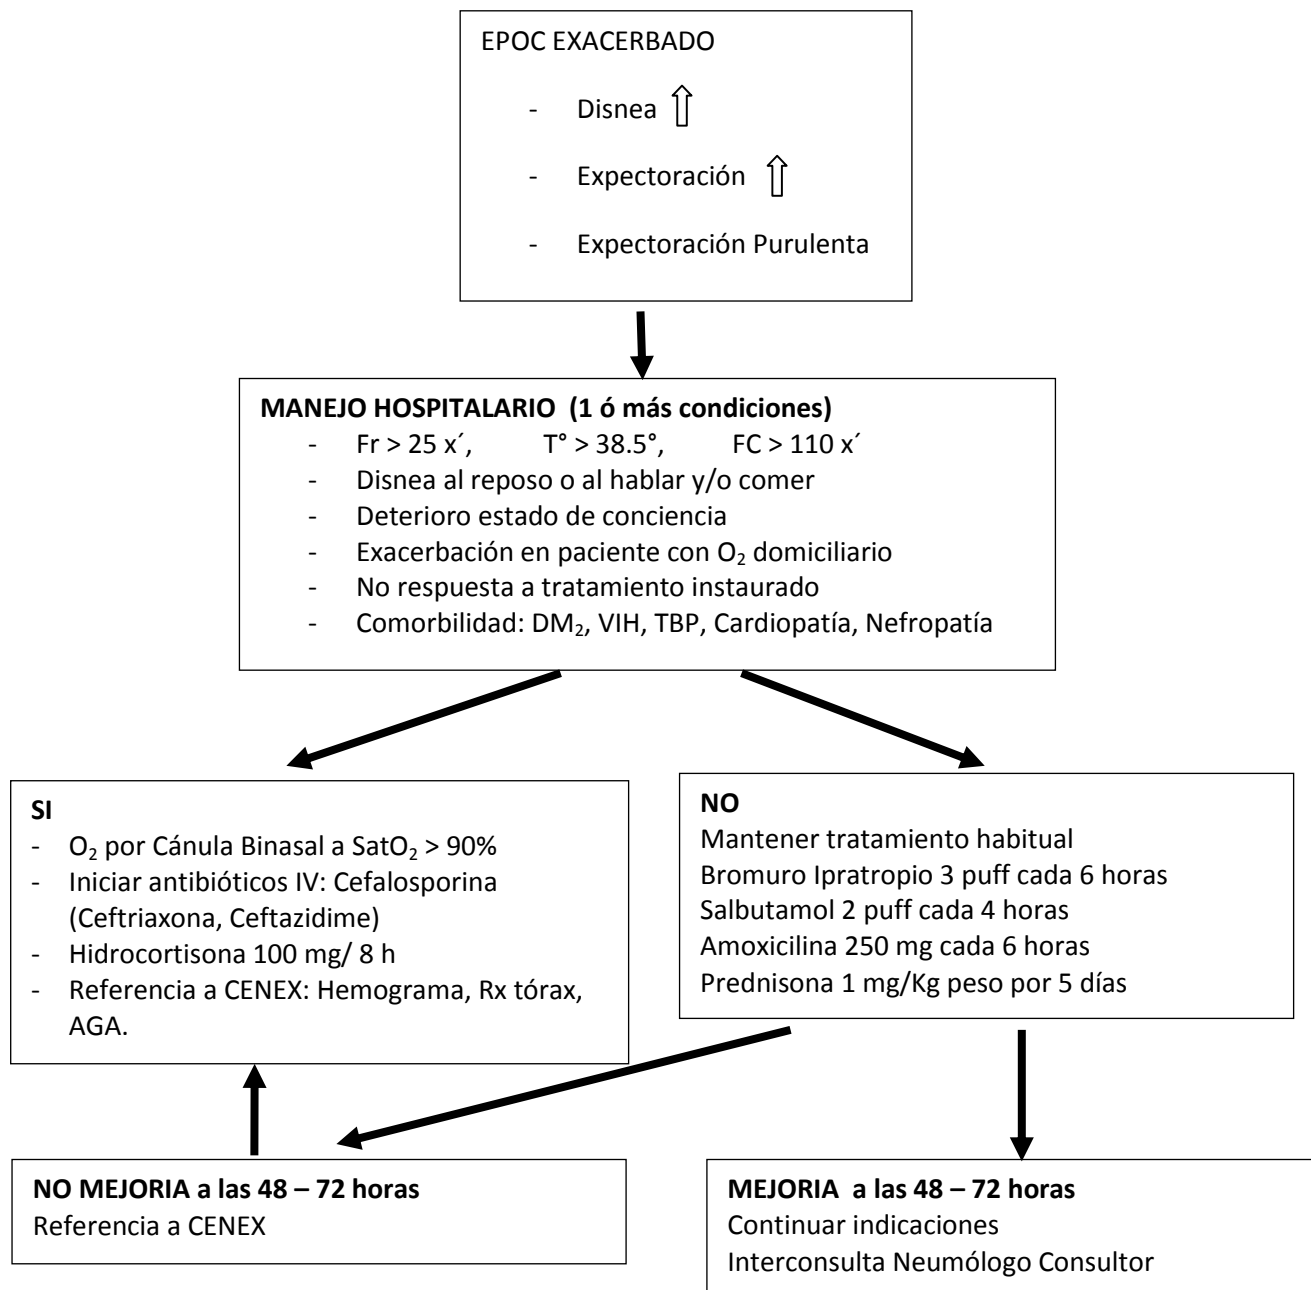 EPOC EXACERBADO
- Disnea
- Expectoración
- Expectoración Purulenta
MANEJO HOSPITALARIO (1 ó más condiciones)
- Fr > 25 x´, T° > 38.5°, FC > 110 x´
- Disnea al reposo o al hablar y/o comer
- Deterioro estado de conciencia
- Exacerbación en paciente con O₂ domiciliario
- No respuesta a tratamiento instaurado
- Comorbilidad: DM₂, VIH, TBP, Cardiopatía, Nefropatía
SI
- O₂ por Cánula Binasal a SatO₂ > 90%
- Iniciar antibióticos IV: Cefalosporina
(Ceftriaxona, Ceftazidime)
- Hidrocortisona 100 mg/ 8 h
- Referencia a CENEX: Hemograma, Rx tórax,
AGA.
NO
Mantener tratamiento habitual
Bromuro Ipratropio 3 puff cada 6 horas
Salbutamol 2 puff cada 4 horas
Amoxicilina 250 mg cada 6 horas
Prednisona 1 mg/Kg peso por 5 días
NO MEJORIA a las 48 – 72 horas
Referencia a CENEX
MEJORIA a las 48 – 72 horas
Continuar indicaciones
Interconsulta Neumólogo Consultor